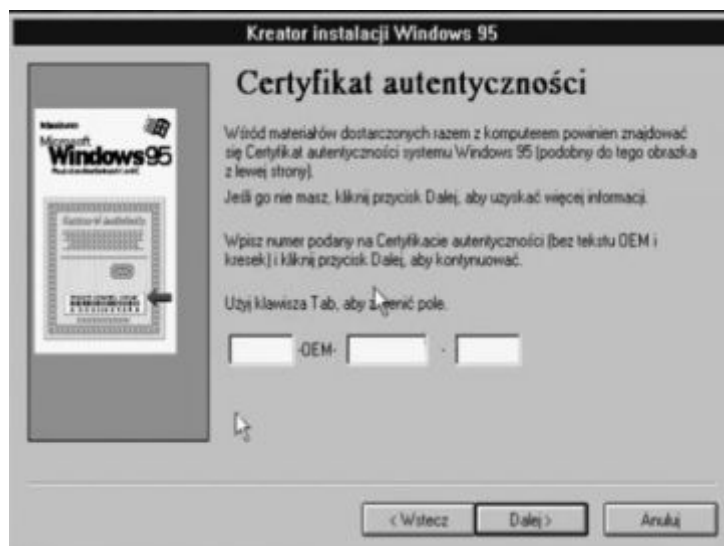 Kreator instalacji Windows 95
Certyfikat autentyczności
Microsoft
Windows95
Wśród materiałów dostarczonych razem z komputerem powinien znajdować
się Certyfikat autentyczności systemu Windows 95 (podobny do tego obrazka
z lewej strony).
Jeśli go nie masz, kliknij przycisk Dalej, aby uzyskać więcej informacji.
Wpisz numer podany na Certyfikacie autentyczności (bez tekstu OEM i
kresek) i kliknij przycisk Dalej, aby kontynuować.
Użyj klawisza Tab, aby zmienić pole.
-OEM- -
< Wstecz Dalej > Anuluj